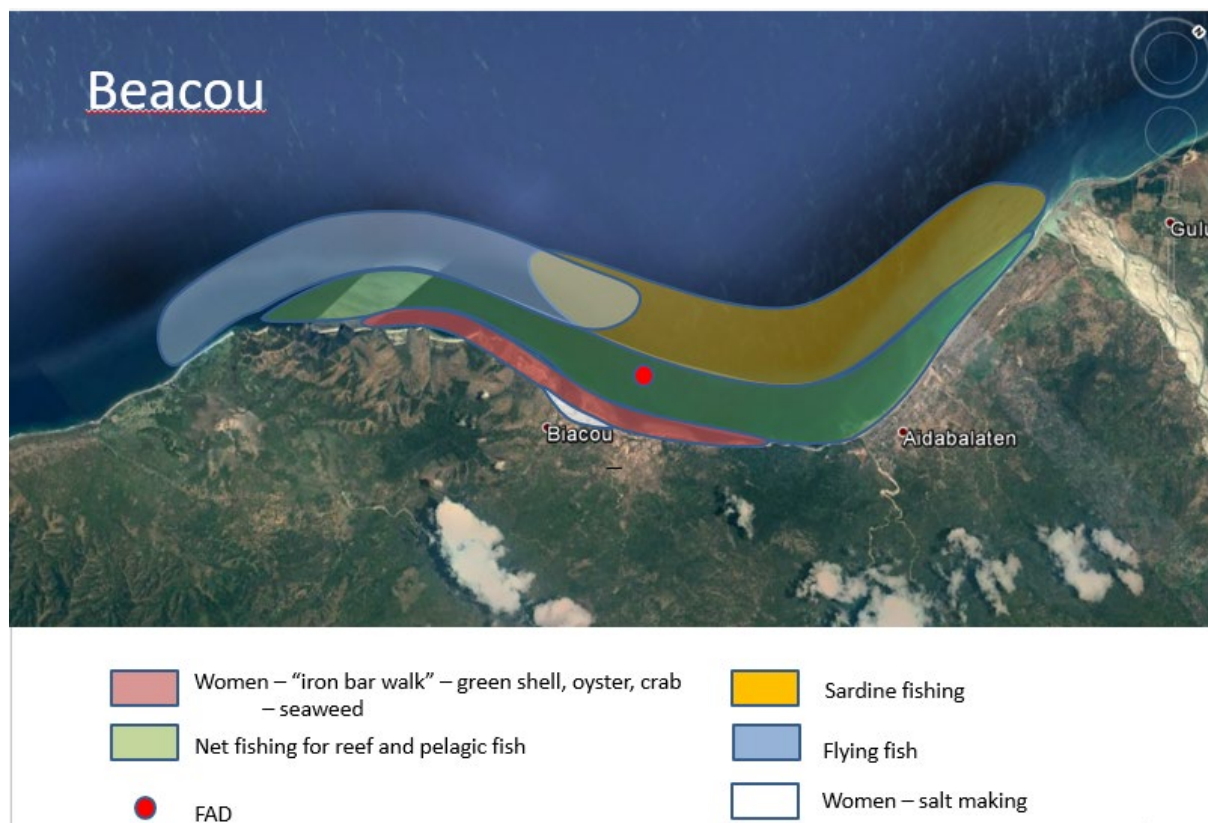 N
Beacou
Gulu
Biacou
Aidabalaten
Women – “iron bar walk” – green shell, oyster, crab
– seaweed
Net fishing for reef and pelagic fish
FAD
Sardine fishing
Flying fish
Women – salt making